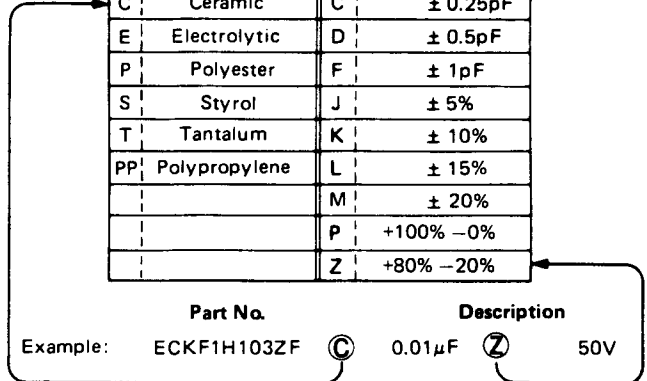 C Ceramic C ± 0.25pF
E Electrolytic D ± 0.5pF
P Polyester F ± 1pF
S Styrol J ± 5%
T Tantalum K ± 10%
PP Polypropylene L ± 15%
M ± 20%
P +100% −0%
Z +80% −20%
Part No. Description
Example: ECKF1H103ZF C 0.01μF Z 50V